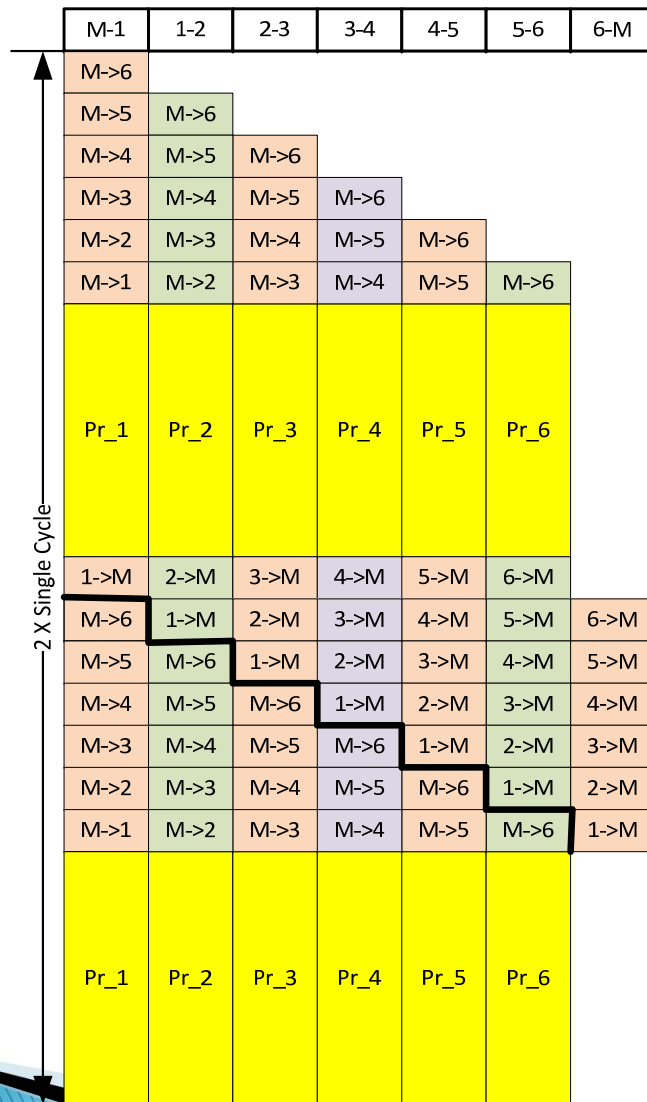 M-1 1-2 2-3 3-4 4-5 5-6 6-M
M->6
M->5 M->6
M->4 M->5 M->6
M->3 M->4 M->5 M->6
M->2 M->3 M->4 M->5 M->6
M->1 M->2 M->3 M->4 M->5 M->6
Pr_1 Pr_2 Pr_3 Pr_4 Pr_5 Pr_6
2 X Single Cycle
1->M 2->M 3->M 4->M 5->M 6->M
M->6 1->M 2->M 3->M 4->M 5->M 6->M
M->5 M->6 1->M 2->M 3->M 4->M 5->M
M->4 M->5 M->6 1->M 2->M 3->M 4->M
M->3 M->4 M->5 M->6 1->M 2->M 3->M
M->2 M->3 M->4 M->5 M->6 1->M 2->M
M->1 M->2 M->3 M->4 M->5 M->6 1->M
Pr_1 Pr_2 Pr_3 Pr_4 Pr_5 Pr_6